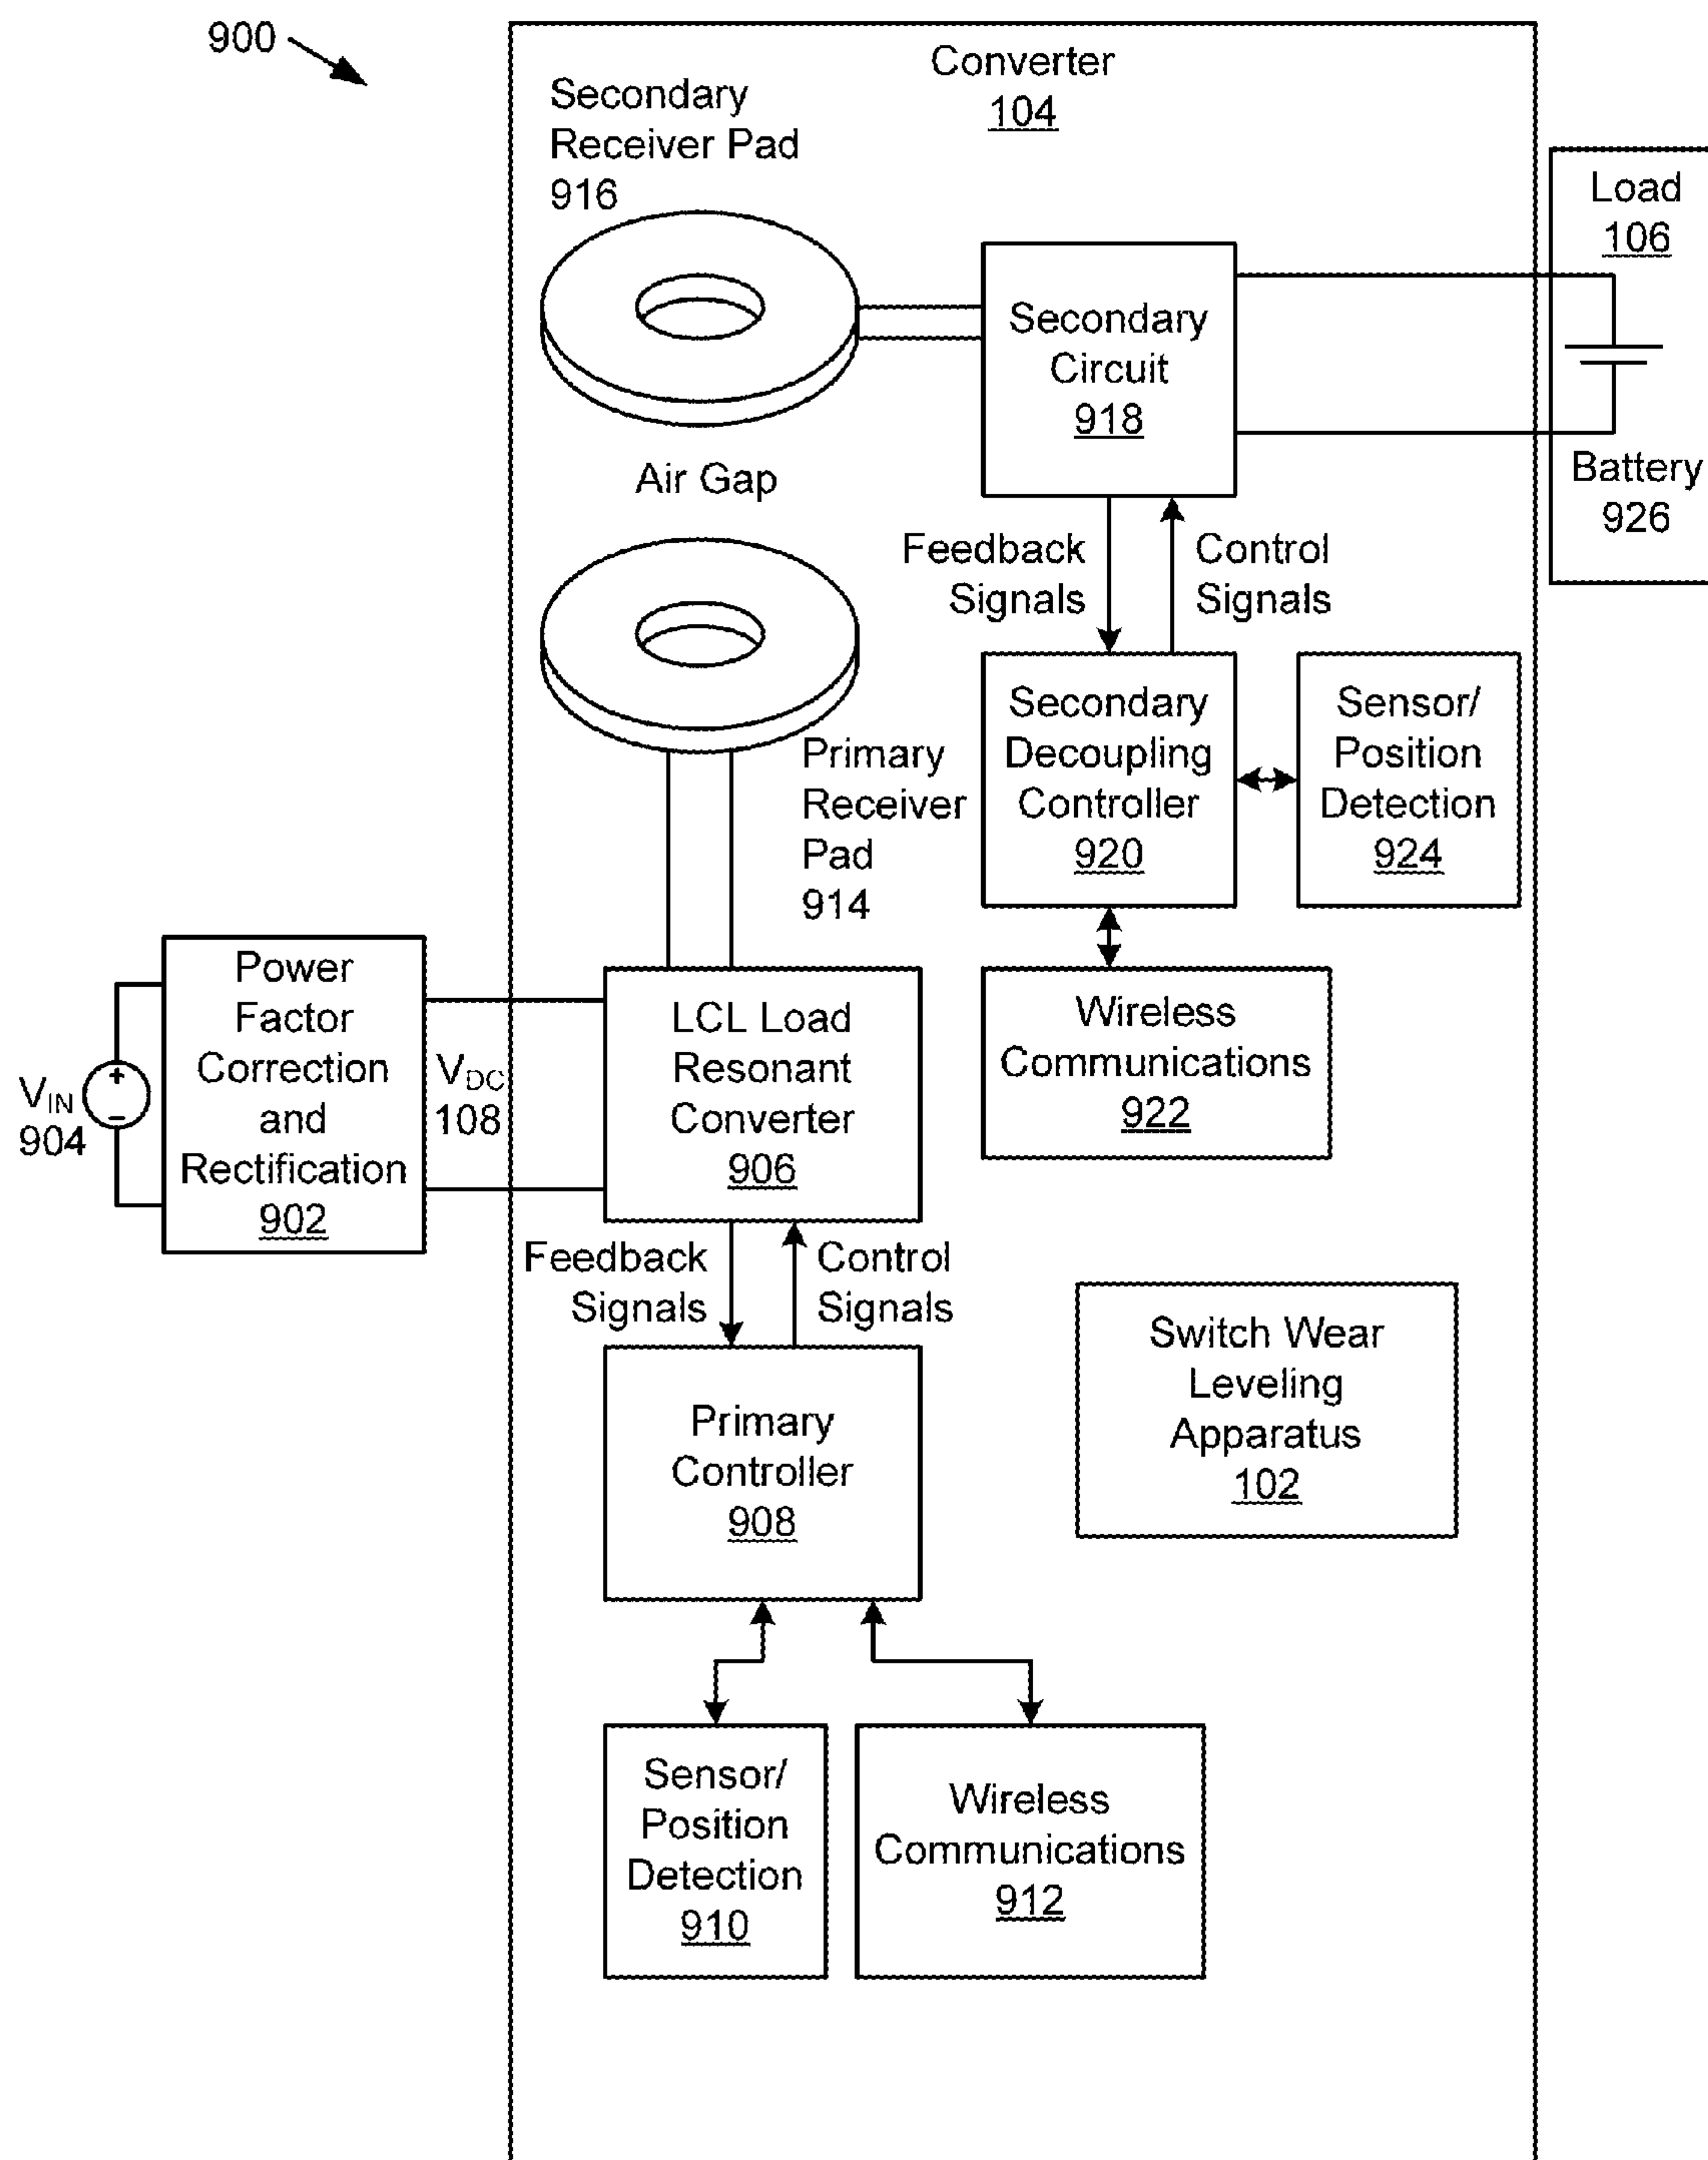 900
Converter
104
Secondary
Receiver Pad
916
Load
106
Secondary
Circuit
918
Air Gap
Battery
926
Feedback
Signals
Control
Signals
Secondary
Decoupling
Controller
920
Sensor/
Position
Detection
924
Primary
Receiver
Pad
914
Power
Factor
Correction
and
Rectification
902
V_IN
904
+
−
V_DC
108
LCL Load
Resonant
Converter
906
Wireless
Communications
922
Feedback
Signals
Control
Signals
Switch Wear
Leveling
Apparatus
102
Primary
Controller
908
Sensor/
Position
Detection
910
Wireless
Communications
912